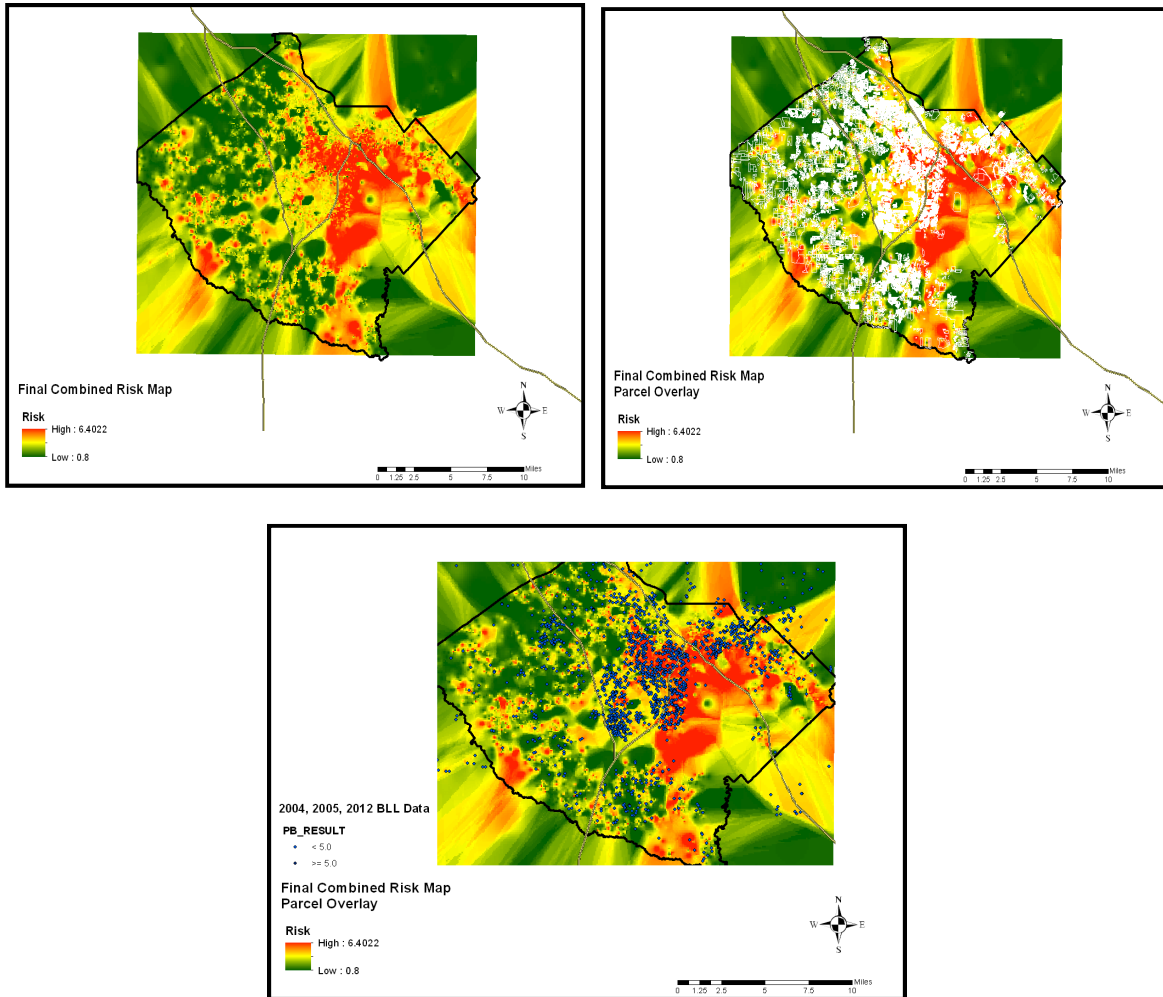 Final Combined Risk Map
Risk
High : 6.4022
Low : 0.8
N
W E
S
Miles
0 1.25 2.5 5 7.5 10
Final Combined Risk Map
Parcel Overlay
Risk
High : 6.4022
Low : 0.8
N
W E
S
Miles
0 1.25 2.5 5 7.5 10
2004, 2005, 2012 BLL Data
PB_RESULT
< 5.0
>= 5.0
Final Combined Risk Map
Parcel Overlay
Risk
High : 6.4022
Low : 0.8
N
W E
S
Miles
0 1.25 2.5 5 7.5 10